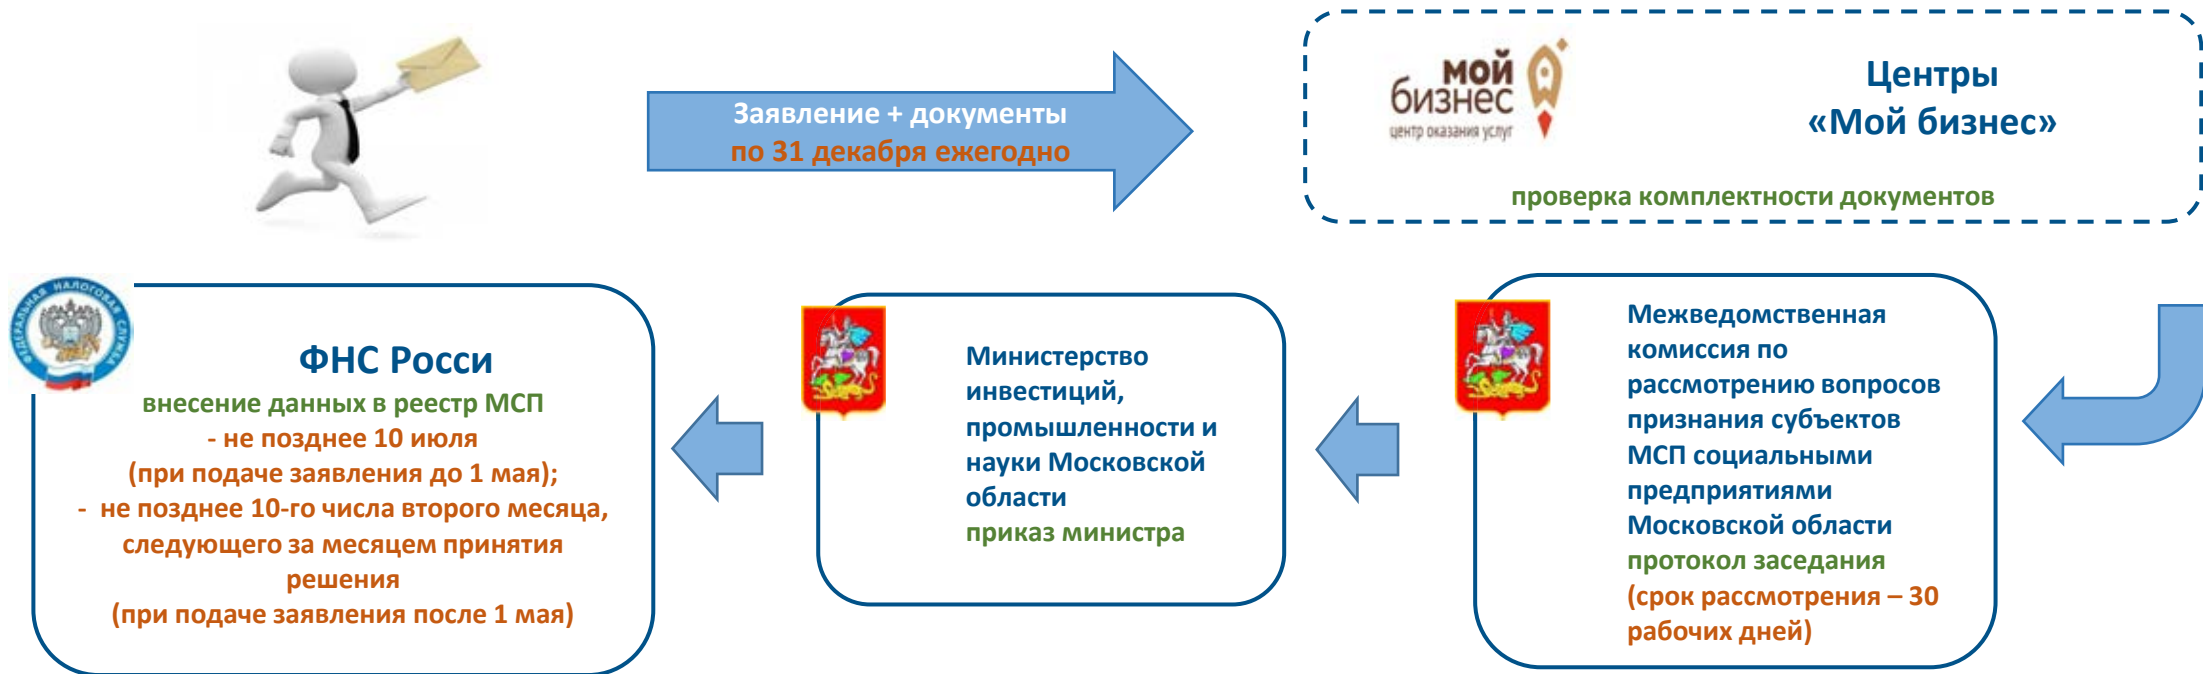 Заявление + документы
по 31 декабря ежегодно
мой
бизнес
центр оказания услуг
Центры
«Мой бизнес»
проверка комплектности документов
Межведомственная
комиссия по
рассмотрению вопросов
признания субъектов
МСП социальными
предприятиями
Московской области
протокол заседания
(срок рассмотрения – 30
рабочих дней)
Министерство
инвестиций,
промышленности и
науки Московской
области
приказ министра
ФЕДЕРАЛЬНАЯ НАЛОГОВАЯ СЛУЖБА
ФНС Росси
внесение данных в реестр МСП
- не позднее 10 июля
(при подаче заявления до 1 мая);
- не позднее 10-го числа второго месяца,
следующего за месяцем принятия
решения
(при подаче заявления после 1 мая)